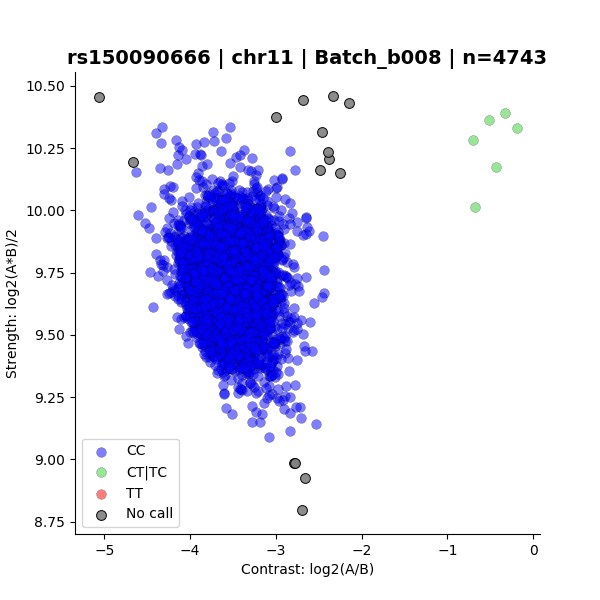 rs150090666 | chr11 | Batch_b008 | n=4743
Strength: log2(A*B)/2
10.50
10.25
10.00
9.75
9.50
9.25
9.00
8.75
CC
CT|TC
TT
No call
−5
−4
−3
−2
−1
0
Contrast: log2(A/B)